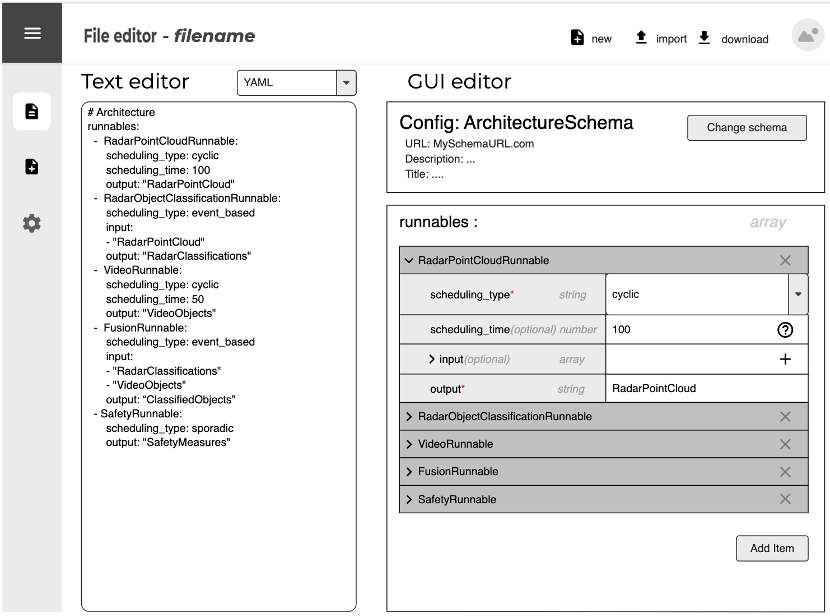 File editor - filename
new
import
download
Text editor
YAML
GUI editor
# Architecture
runnables:
- RadarPointCloudRunnable:
scheduling_type: cyclic
scheduling_time: 100
output: "RadarPointCloud"
- RadarObjectClassificationRunnable:
scheduling_type: event_based
input:
- "RadarPointCloud"
output: "RadarClassifications"
- VideoRunnable:
scheduling_type: cyclic
scheduling_time: 50
output: "VideoObjects"
- FusionRunnable:
scheduling_type: event_based
input:
- "RadarClassifications"
- "VideoObjects"
output: "ClassifiedObjects"
- SafetyRunnable:
scheduling_type: sporadic
output: "SafetyMeasures"
Config: ArchitectureSchema
Change schema
URL: MySchemaURL.com
Description: ...
Title: ....
runnables :
array
RadarPointCloudRunnable
scheduling_type* string cyclic
scheduling_time(optional) number 100
input(optional) array
output* string RadarPointCloud
RadarObjectClassificationRunnable
VideoRunnable
FusionRunnable
SafetyRunnable
Add Item